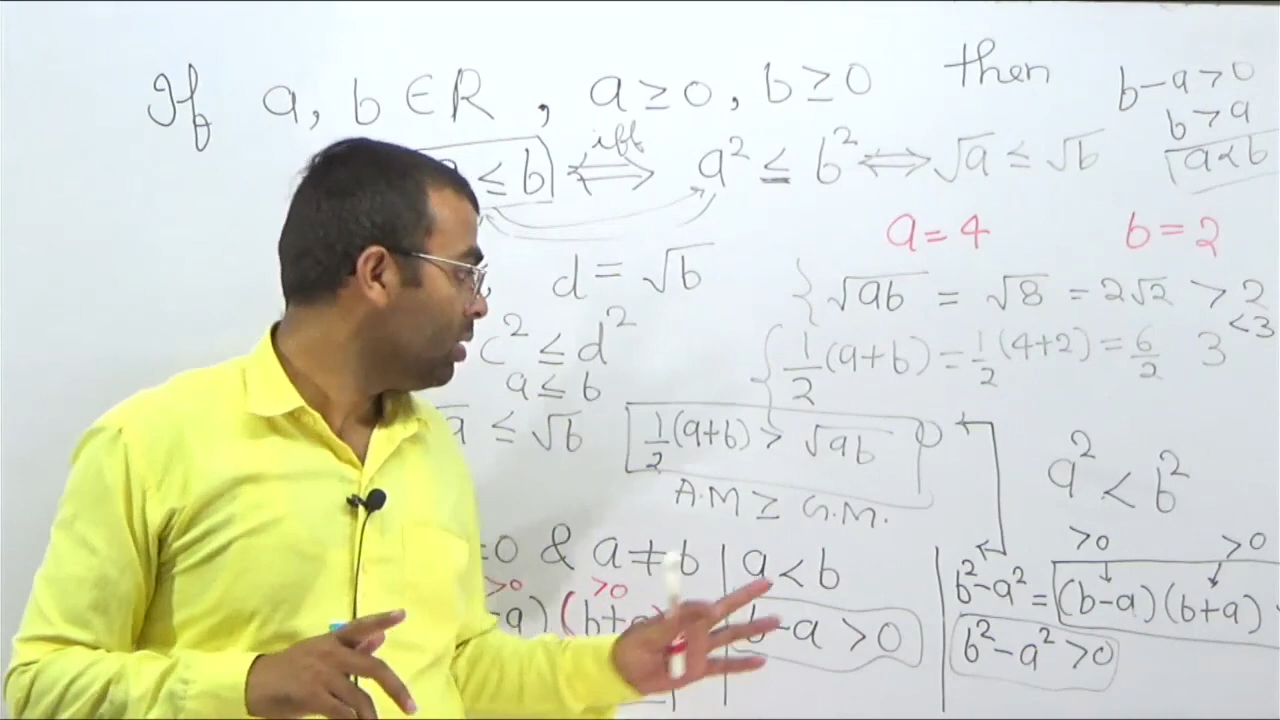 If a, b ∈ R, a ≥ 0, b ≥ 0 then
≤ b ⟺ iff a² ≤ b² ⟺ √a ≤ √b
b-a>0
b>a
a<b
a=4 b=2
d = √b
√ab = √8 = 2√2 > 2
<3
c² ≤ d²
1/2(a+b) = 1/2(4+2) = 6/2 3
a ≤ b
≤ √b
1/2(a+b) > √ab
A.M ≥ G.M.
a² < b²
=0 & a ≠ b
>0 >0
(b+
a < b
b-a > 0
>0 >0
b²-a² = (b-a)(b+a)
b²-a² > 0